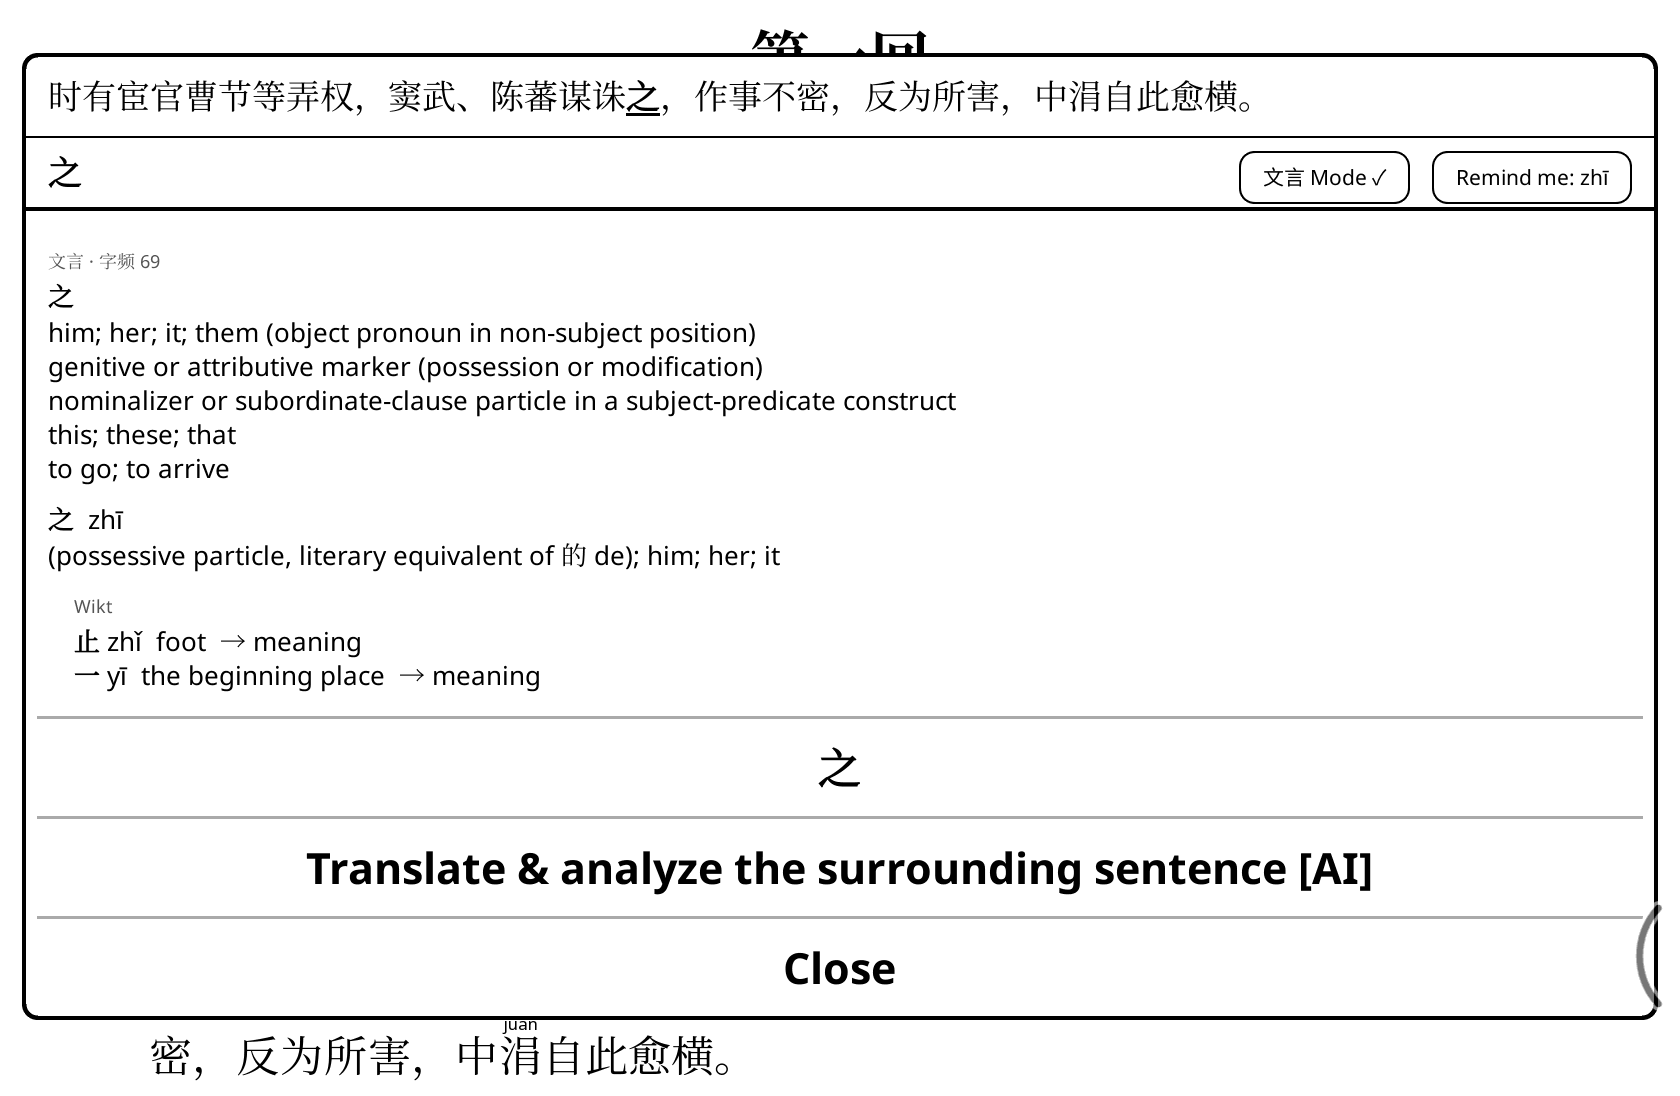 第一回
时有宦官曹节等弄权，窦武、陈蕃谋诛之，作事不密，反为所害，中涓自此愈横。
之
文言 Mode ✓
Remind me: zhī
文言 · 字频 69
之
him; her; it; them (object pronoun in non-subject position)
genitive or attributive marker (possession or modification)
nominalizer or subordinate-clause particle in a subject-predicate construct
this; these; that
to go; to arrive
之 zhī
(possessive particle, literary equivalent of 的 de); him; her; it
Wikt
止 zhǐ foot → meaning
一 yī the beginning place → meaning
之
Translate & analyze the surrounding sentence [AI]
Close
juān
密，反为所害，中涓自此愈横。